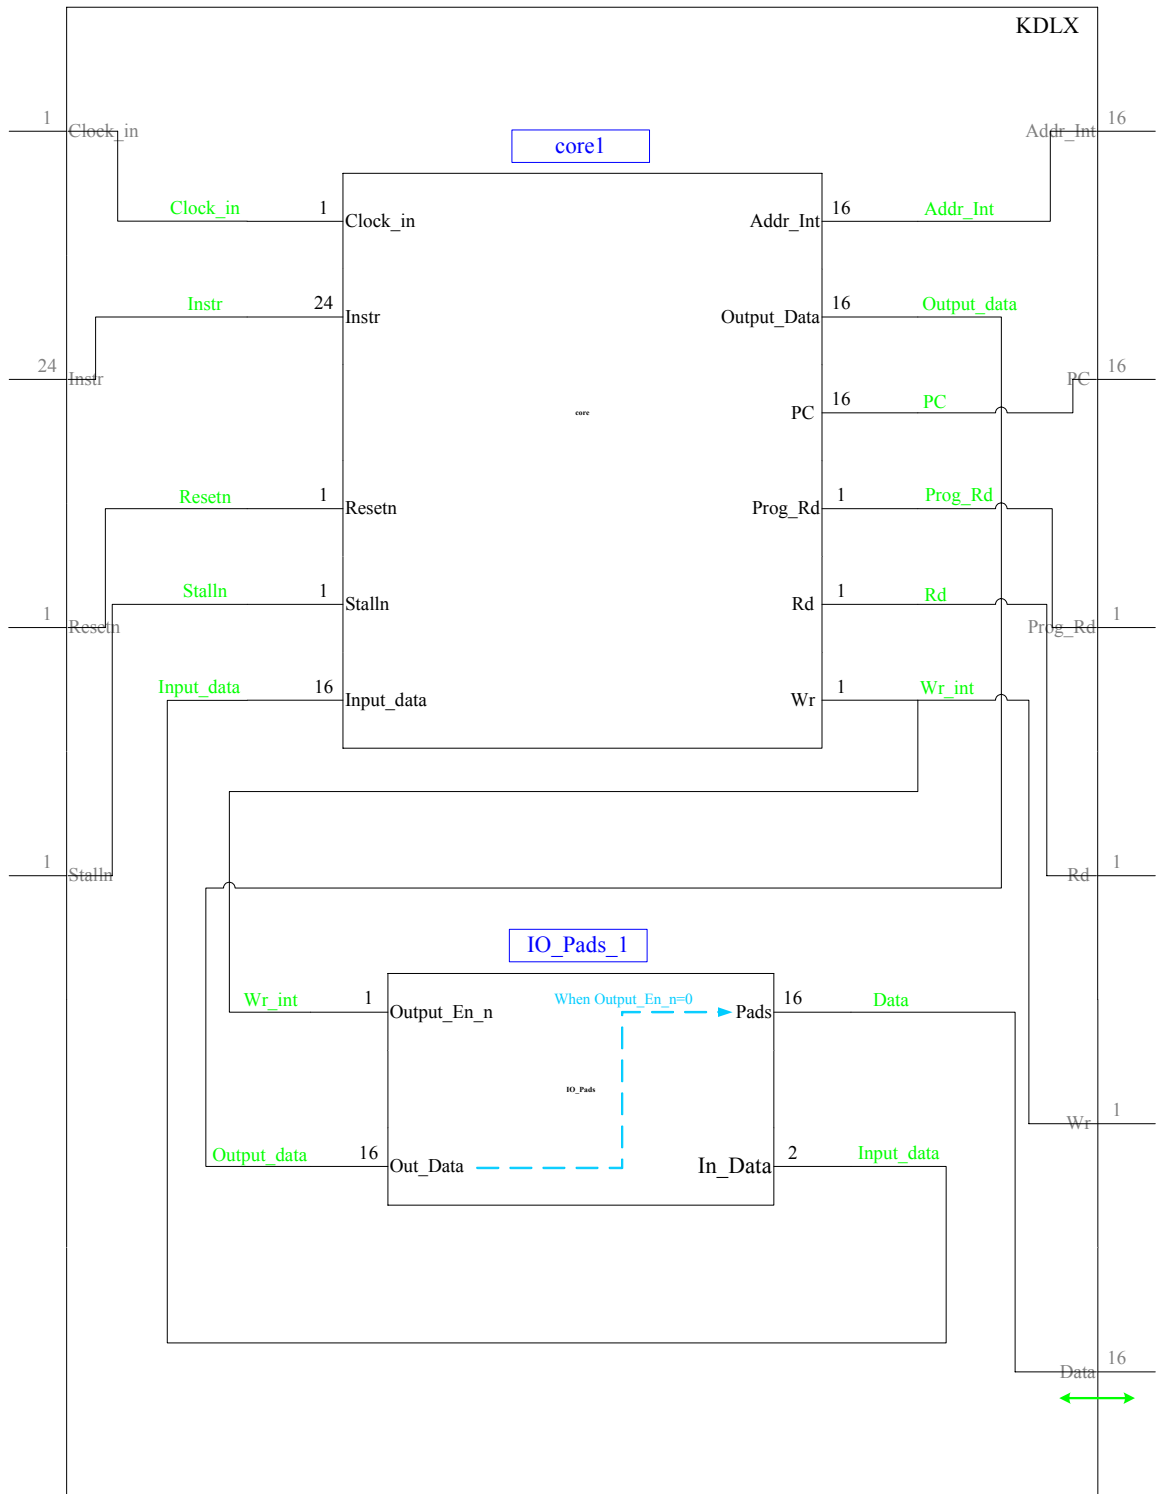 KDLX
1
Clock_in
16
Addr_Int
core1
Clock_in
1
Clock_in
Addr_Int
16
Addr_Int
Instr
24
Instr
Output_Data
16
Output_data
24
Instr
PC
16
core
PC
16
PC
Resetn
1
Resetn
Prog_Rd
1
Prog_Rd
Stalln
1
Stalln
Rd
1
Rd
1
Resetn
Prog_Rd
1
Input_data
16
Input_data
Wr
1
Wr_int
1
Stalln
Rd
1
IO_Pads_1
Wr_int
1
Output_En_n
When Output_En_n=0
Pads
16
Data
IO_Pads
Wr
1
Output_data
16
Out_Data
In_Data
2
Input_data
Data
16